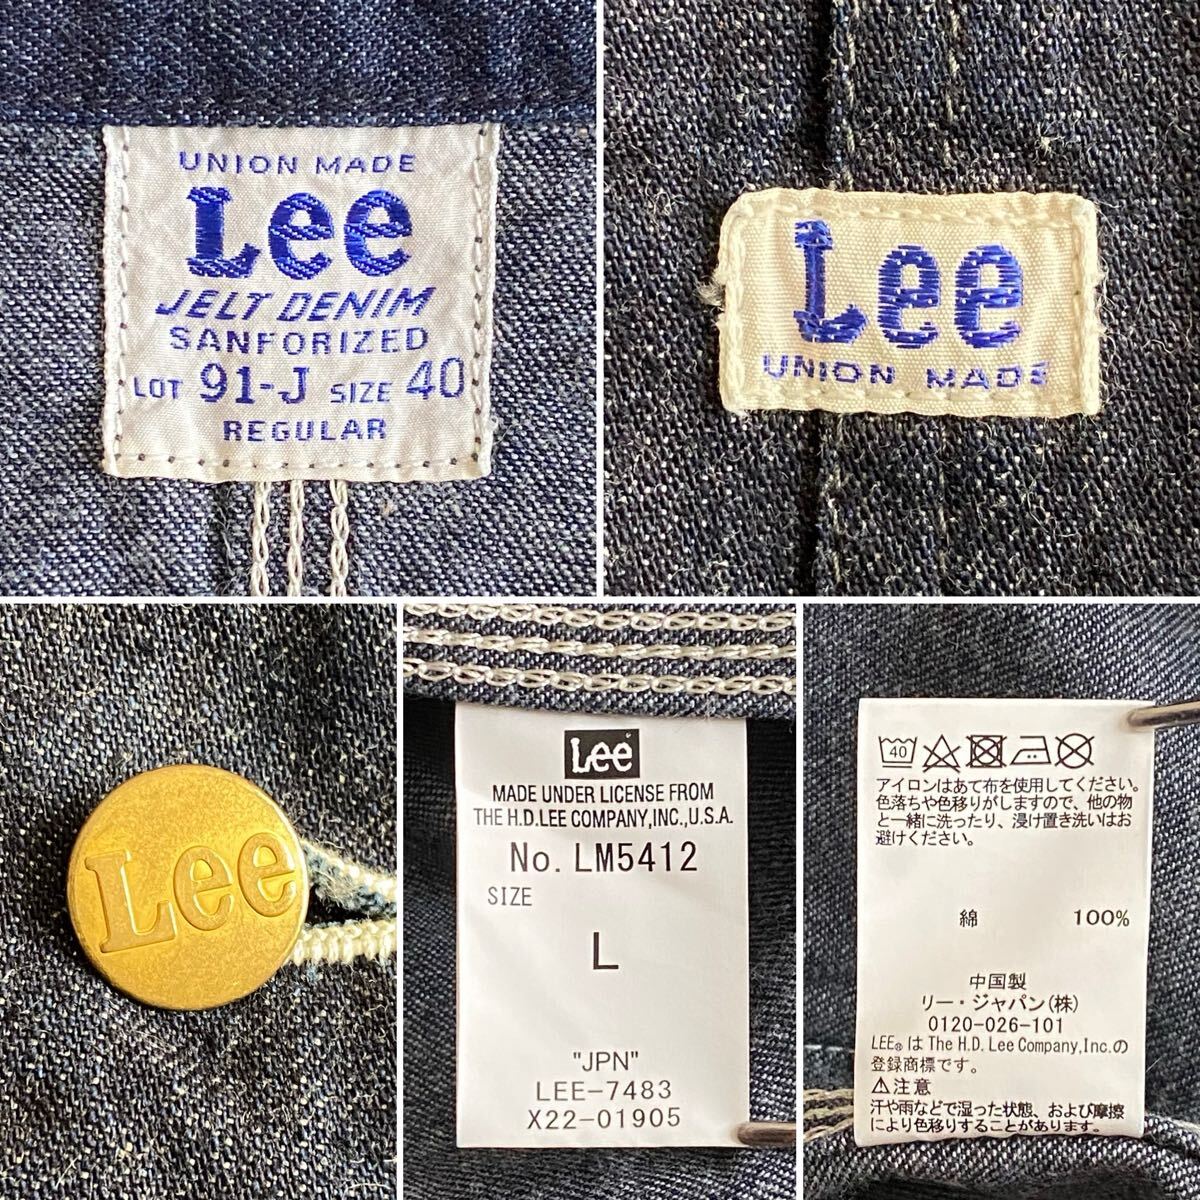 UNION MADE
Lee
JELT DENIM
SANFORIZED
LOT 91-J SIZE 40
REGULAR
Lee
UNION MADE
Lee
Lee®
MADE UNDER LICENSE FROM
THE H.D.LEE COMPANY,INC.,U.S.A.
No. LM5412
SIZE
L
"JPN"
LEE-7483
X22-01905
40
アイロンはあて布を使用してください。
色落ちや色移りがしますので、他の物
と一緒に洗ったり、浸け置き洗いはお
避けください。
綿 100%
中国製
リー・ジャパン(株)
0120-026-101
LEE® は The H.D. Lee Company,Inc.の
登録商標です。
⚠注意
汗や雨などで湿った状態、および摩擦
により色移りすることがあります。